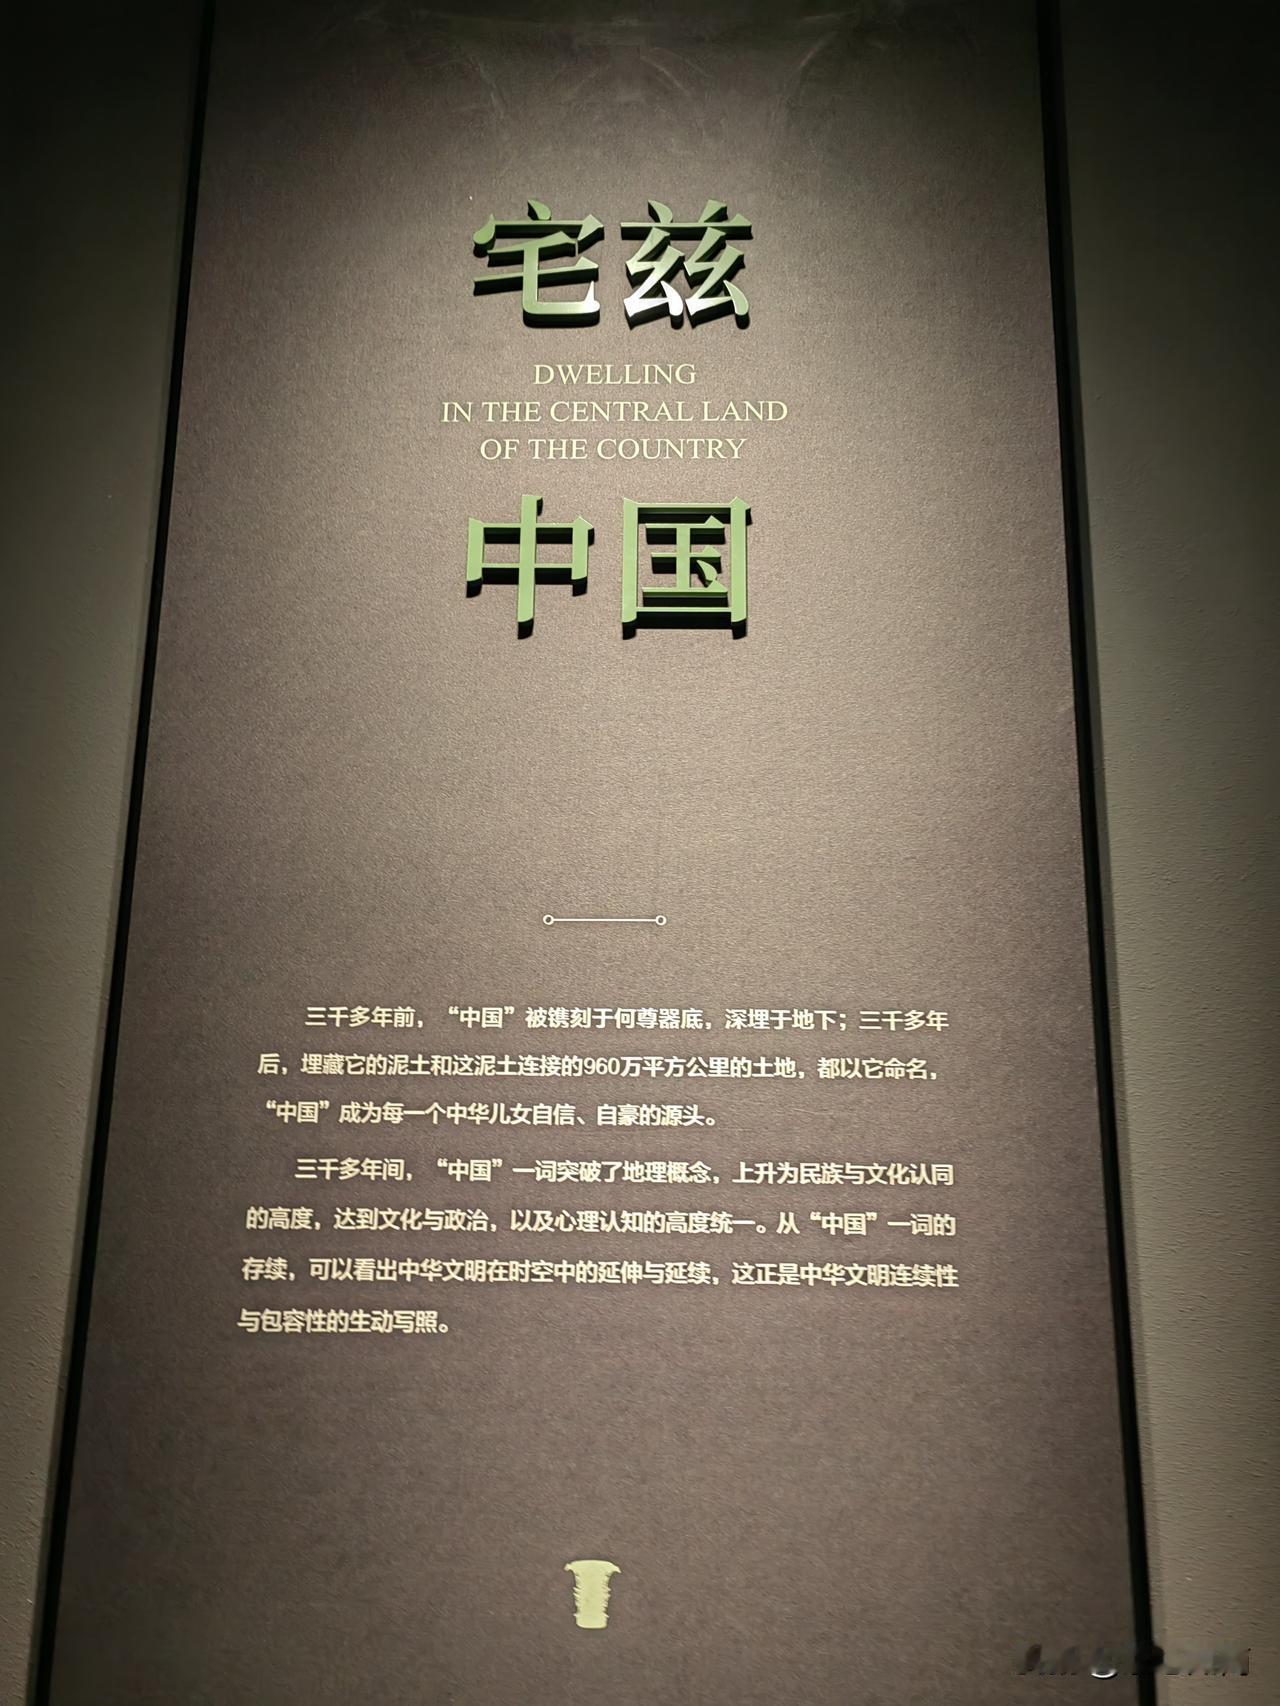 宅兹
DWELLING
IN THE CENTRAL LAND
OF THE COUNTRY
中国
三千多年前，“中国”被镌刻于何尊器底，深埋于地下；三千多年
后，埋藏它的泥土和这泥土连接的960万平方公里的土地，都以它命名，
“中国”成为每一个中华儿女自信、自豪的源头。
三千多年间，“中国”一词突破了地理概念，上升为民族与文化认同
的高度，达到文化与政治，以及心理认知的高度统一。从“中国”一词的
存续，可以看出中华文明在时空中的延伸与延续，这正是中华文明连续性
与包容性的生动写照。